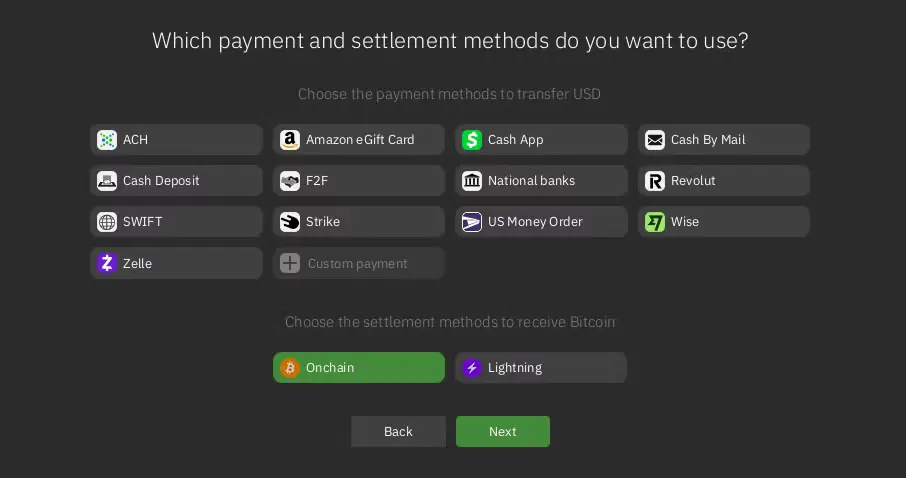 Which payment and settlement methods do you want to use?
Choose the payment methods to transfer USD
ACH
Amazon eGift Card
Cash App
Cash By Mail
Cash Deposit
F2F
National banks
Revolut
SWIFT
Strike
US Money Order
Wise
Zelle
Custom payment
Choose the settlement methods to receive Bitcoin
Onchain
Lightning
Back
Next